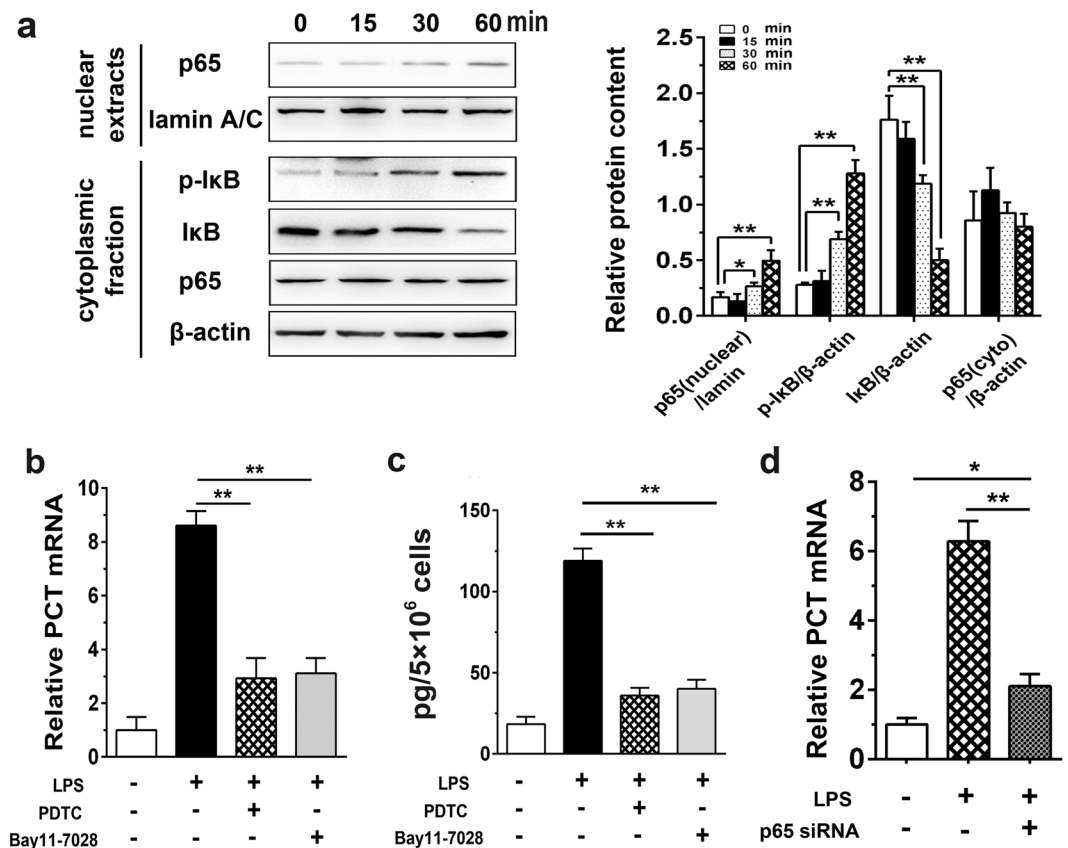 a
0 15 30 60 min
nuclear
extracts
p65
lamin A/C
cytoplasmic
fraction
p-IκB
IκB
p65
β-actin
Relative protein content
2.5
2.0
1.5
1.0
0.5
0.0
0 min
15 min
30 min
60 min
**
*
**
**
**
**
p65(nuclear)
/lamin
p-IκB/β-actin
IκB/β-actin
p65(cyto)
/β-actin
b
Relative PCT mRNA
10
8
6
4
2
0
**
**
LPS - + + +
PDTC - - + -
Bay11-7028 - - - +
c
pg/5×10⁶ cells
150
100
50
0
**
**
LPS - + + +
PDTC - - + -
Bay11-7028 - - - +
d
Relative PCT mRNA
8
6
4
2
0
*
**
LPS - + +
p65 siRNA - - +